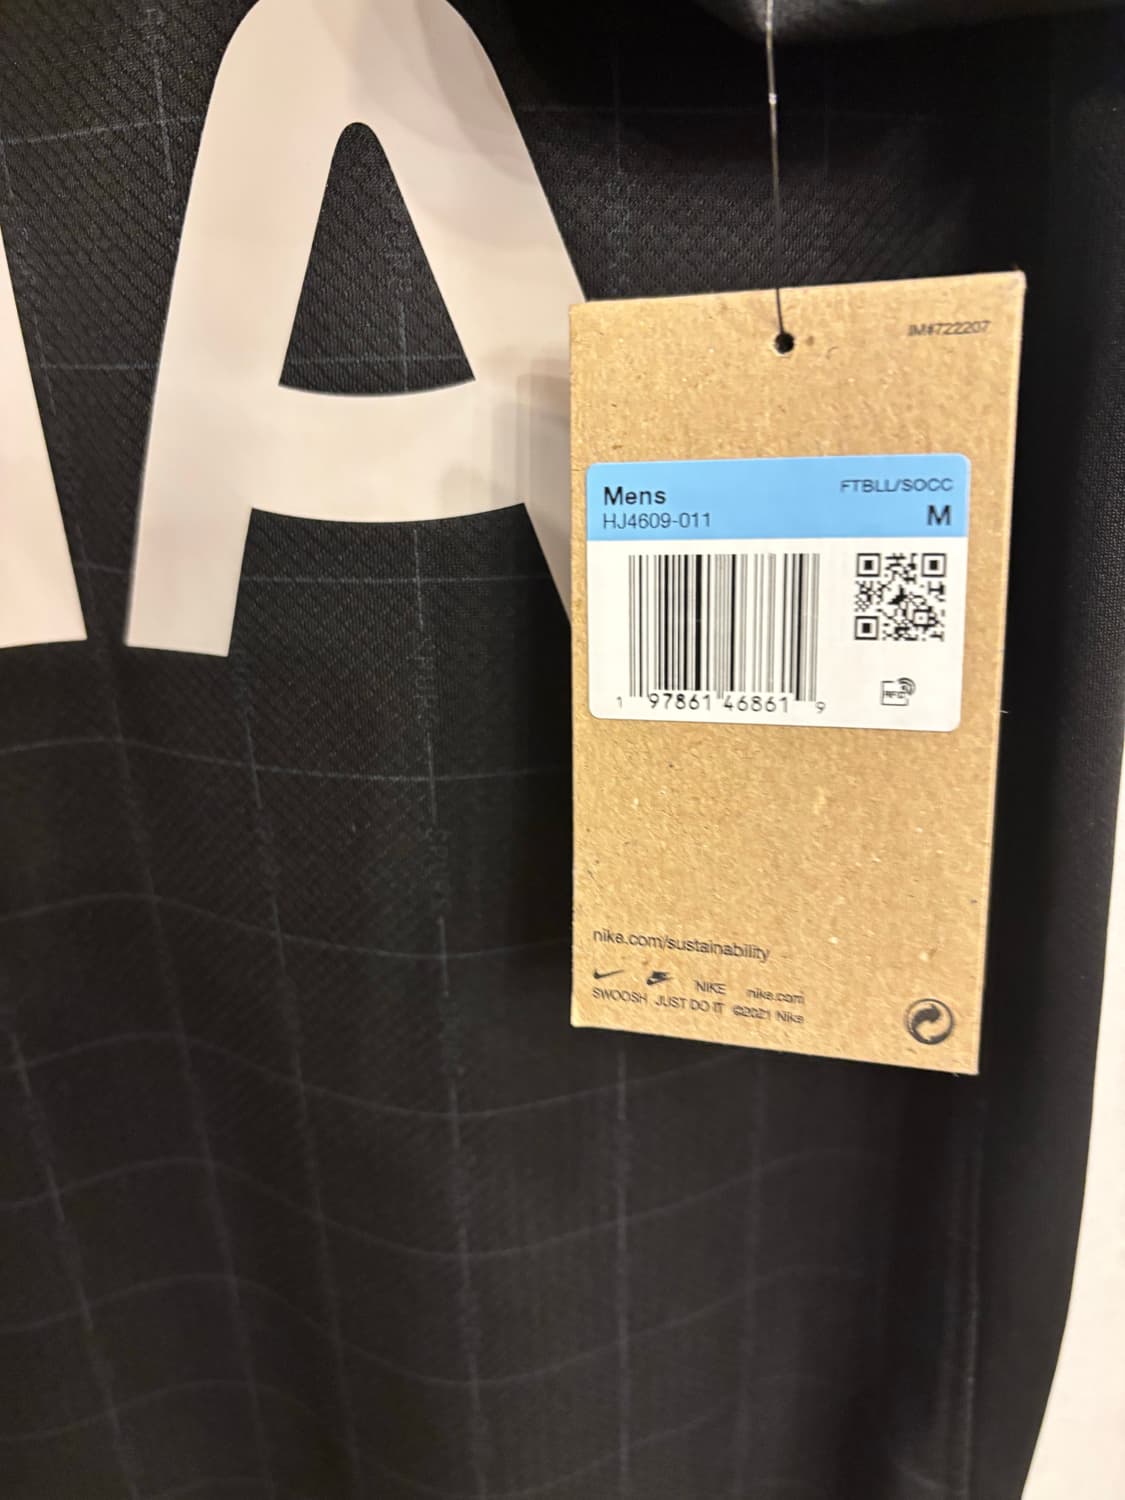 A
IM#722207
Mens
FTBLL/SOCC
HJ4609-011
M
1 97861 46861 9
RFID
nike.com/sustainability
NIKE nike.com
SWOOSH JUST DO IT ©2021 Nike